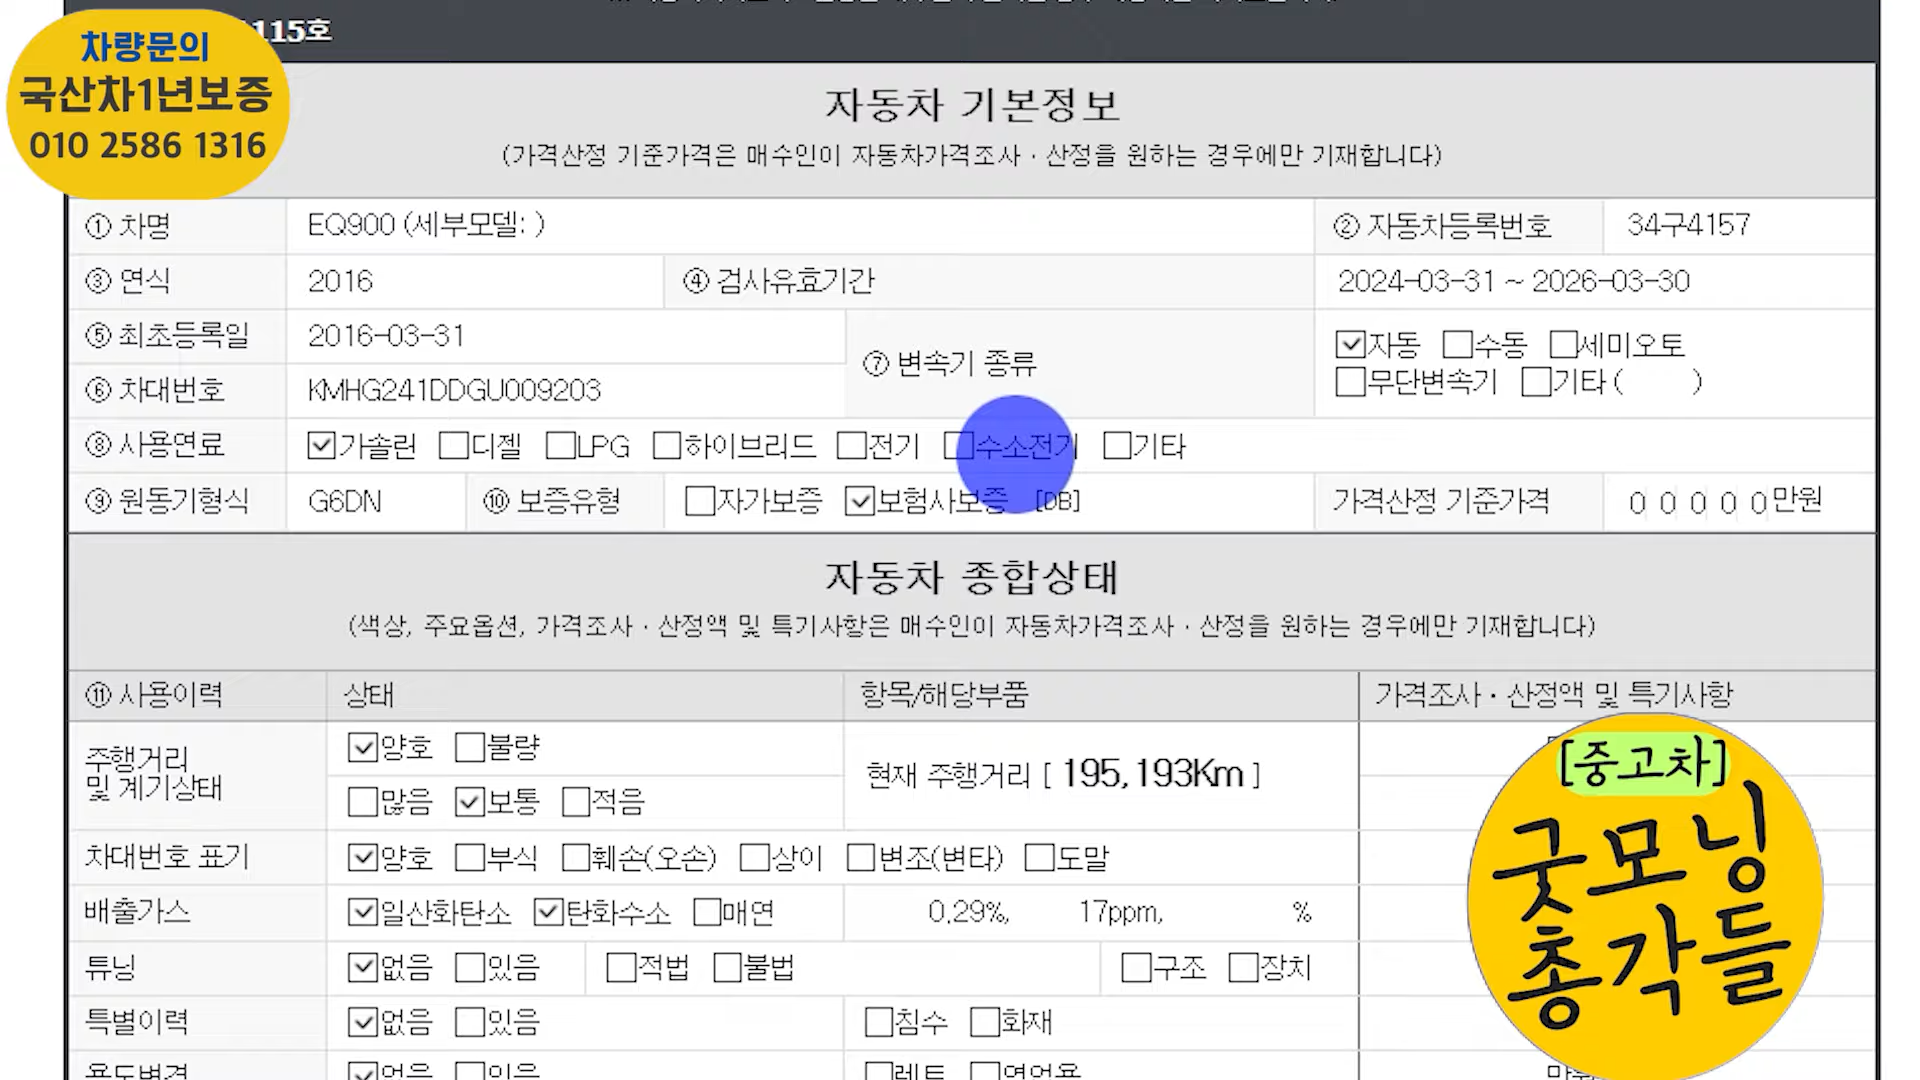 115호
차량문의
국산차1년보증
010 2586 1316
자동차 기본정보
(가격산정 기준가격은 매수인이 자동차가격조사·산정을 원하는 경우에만 기재합니다)
① 차명 EQ900 (세부모델: ) ② 자동차등록번호 34구4157
③ 연식 2016 ④ 검사유효기간 2024-03-31 ~ 2026-03-30
⑤ 최초등록일 2016-03-31
⑦ 변속기 종류 ☑자동 ☐수동 ☐세미오토
☐무단변속기 ☐기타 ( )
⑥ 차대번호 KMHG241DDGU009203
⑧ 사용연료 ☑가솔린 ☐디젤 ☐LPG ☐하이브리드 ☐전기 ☐수소전기 ☐기타
⑨ 원동기형식 G6DN ⑩ 보증유형 ☐자가보증 ☑보험사보증 [DB] 가격산정 기준가격 0 0 0 0 0만원
자동차 종합상태
(색상, 주요옵션, 가격조사·산정액 및 특기사항은 매수인이 자동차가격조사·산정을 원하는 경우에만 기재합니다)
⑪ 사용이력 상태 항목/해당부품 가격조사·산정액 및 특기사항
주행거리
및 계기상태
☑양호 ☐불량
☐많음 ☑보통 ☐적음
현재 주행거리 [ 195,193Km ]
차대번호 표기 ☑양호 ☐부식 ☐훼손(오손) ☐상이 ☐변조(변타) ☐도말
배출가스 ☑일산화탄소 ☑탄화수소 ☐매연 0.29%, 17ppm, %
튜닝 ☑없음 ☐있음 ☐적법 ☐불법 ☐구조 ☐장치
특별이력 ☑없음 ☐있음 ☐침수 ☐화재
용도변경 ☑없음 ☐있음 ☐렌트 ☐영업용
[중고차]
굿모닝
총각들